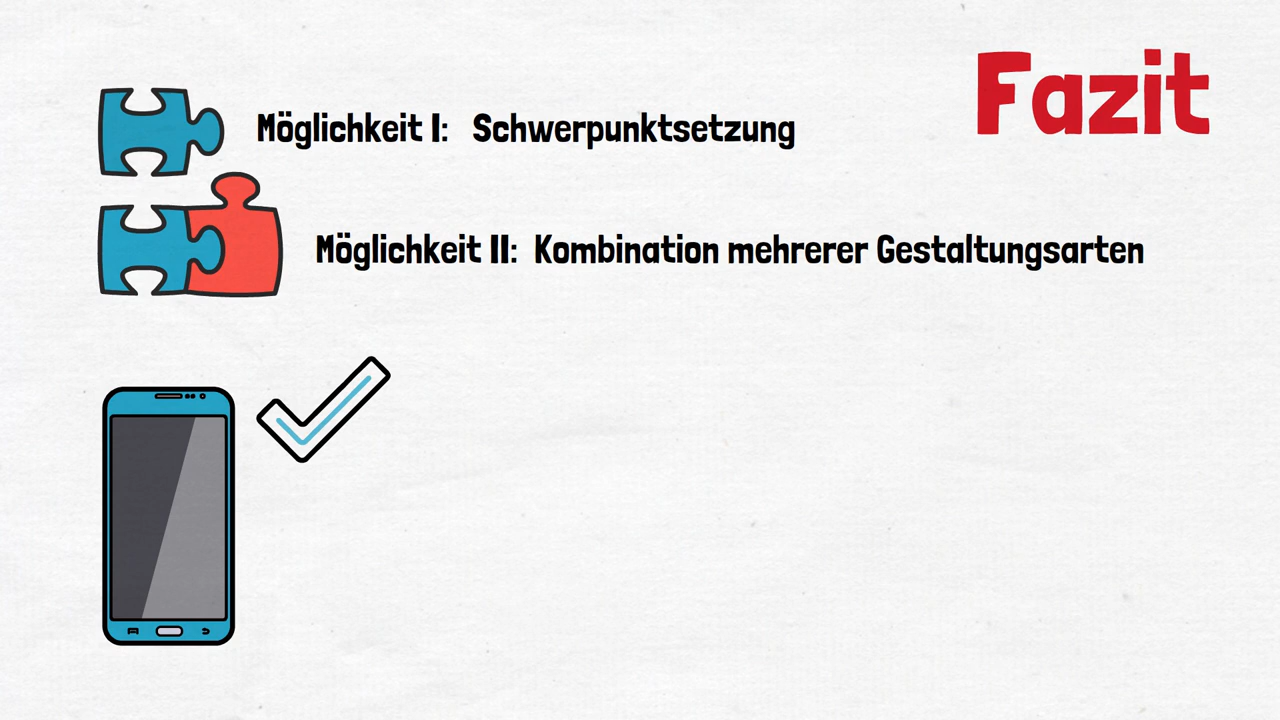 Fazit
Möglichkeit I: Schwerpunktsetzung
Möglichkeit II: Kombination mehrerer Gestaltungsarten